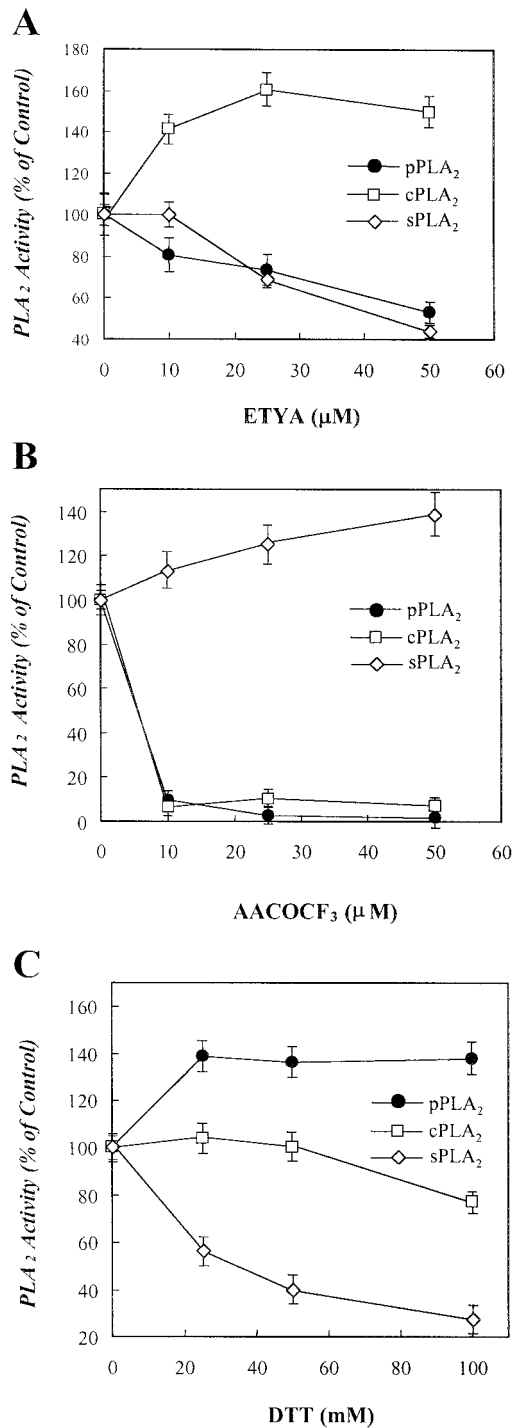 A
PLA2 Activity (% of Control)
180
160
140
120
100
80
60
40
0
10
20
30
40
50
60
pPLA2
cPLA2
sPLA2
ETYA (μM)
B
PLA2 Activity (% of Control)
140
120
100
80
60
40
20
0
0
10
20
30
40
50
60
pPLA2
cPLA2
sPLA2
AACOCF3 (μM)
C
PLA2 Activity (% of Control)
160
140
120
100
80
60
40
20
0
20
40
60
80
100
pPLA2
cPLA2
sPLA2
DTT (mM)